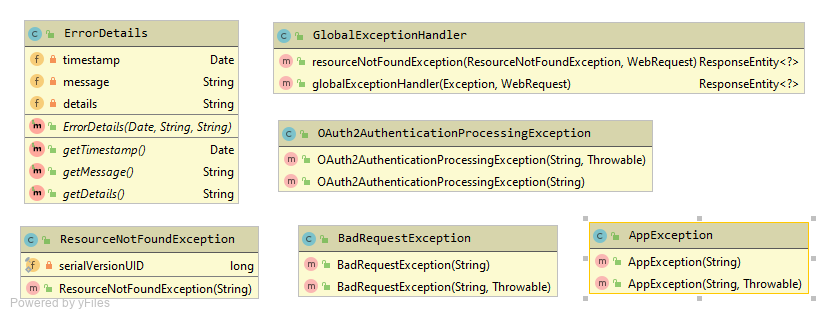 ErrorDetails
timestamp Date
message String
details String
ErrorDetails(Date, String, String)
getTimestamp() Date
getMessage() String
getDetails() String
GlobalExceptionHandler
resourceNotFoundException(ResourceNotFoundException, WebRequest) ResponseEntity<?>
globalExceptionHandler(Exception, WebRequest) ResponseEntity<?>
OAuth2AuthenticationProcessingException
OAuth2AuthenticationProcessingException(String, Throwable)
OAuth2AuthenticationProcessingException(String)
ResourceNotFoundException
serialVersionUID long
ResourceNotFoundException(String)
BadRequestException
BadRequestException(String)
BadRequestException(String, Throwable)
AppException
AppException(String)
AppException(String, Throwable)
Powered by yFiles